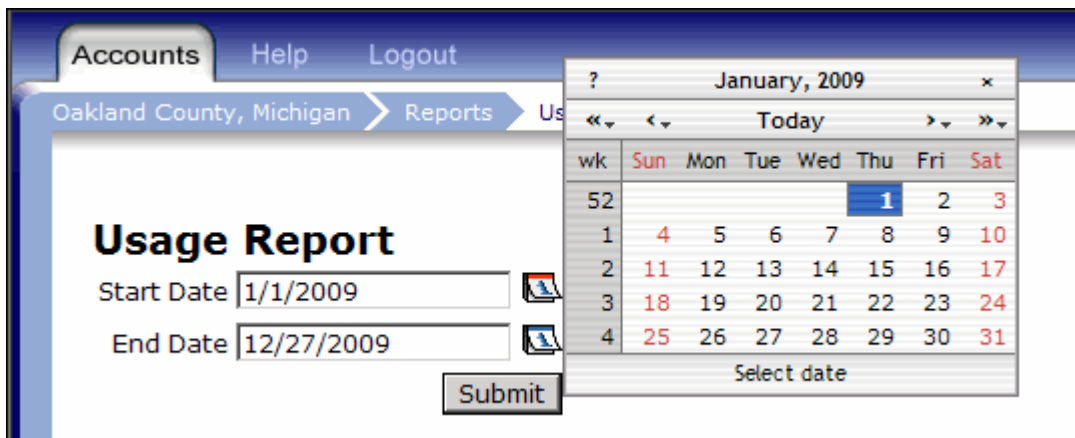 Accounts Help Logout
Oakland County, Michigan Reports Us
Usage Report
Start Date 1/1/2009
End Date 12/27/2009
Submit
? January, 2009 ×
« ‹ Today › »
wk Sun Mon Tue Wed Thu Fri Sat
52 1 2 3
1 4 5 6 7 8 9 10
2 11 12 13 14 15 16 17
3 18 19 20 21 22 23 24
4 25 26 27 28 29 30 31
Select date